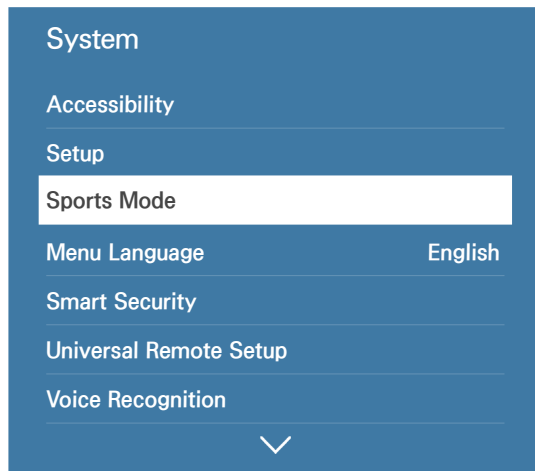 System
Accessibility
Setup
Sports Mode
Menu Language English
Smart Security
Universal Remote Setup
Voice Recognition